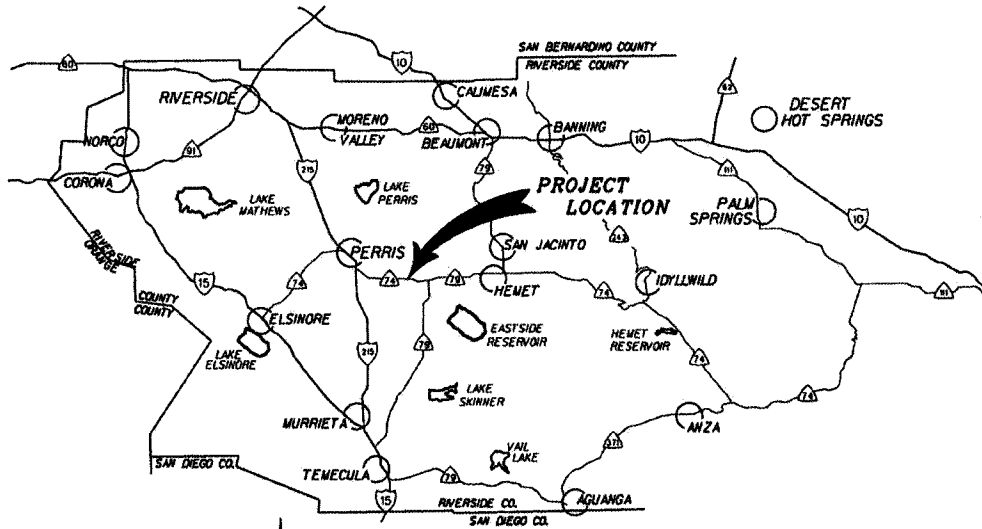 SAN BERNARDINO COUNTY
RIVERSIDE COUNTY
60
10
62
RIVERSIDE
CALIMESA
DESERT
HOT SPRINGS
MORENO
VALLEY
60
BEAUMONT
BANNING
10
NORCO
91
79
111
CORONA
215
LAKE
MATHEWS
LAKE
PERRIS
PROJECT
LOCATION
PALM
SPRINGS
10
243
RIVERSIDE
ORANGE
PERRIS
SAN JACINTO
15
74
74
79
HEMET
74
IDYLLWILD
111
COUNTY
COUNTY
ELSINORE
EASTSIDE
RESERVOIR
HEMET
RESERVOIR
LAKE
ELSINORE
215
79
74
LAKE
SKINNER
74
MURRIETA
ANZA
371
SAN DIEGO CO.
TEMECULA
VAIL
LAKE
79
15
RIVERSIDE CO.
AGUANGA
SAN DIEGO CO.